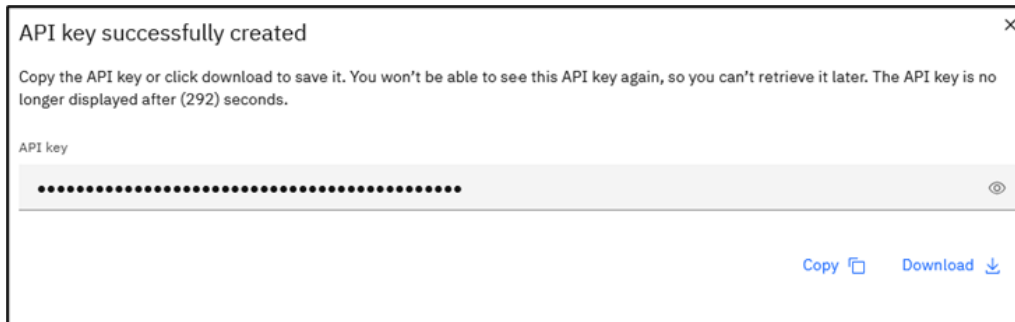 API key successfully created
Copy the API key or click download to save it. You won't be able to see this API key again, so you can't retrieve it later. The API key is no
longer displayed after (292) seconds.
API key
••••••••••••••••••••••••••••••••••••••••••••
Copy
Download